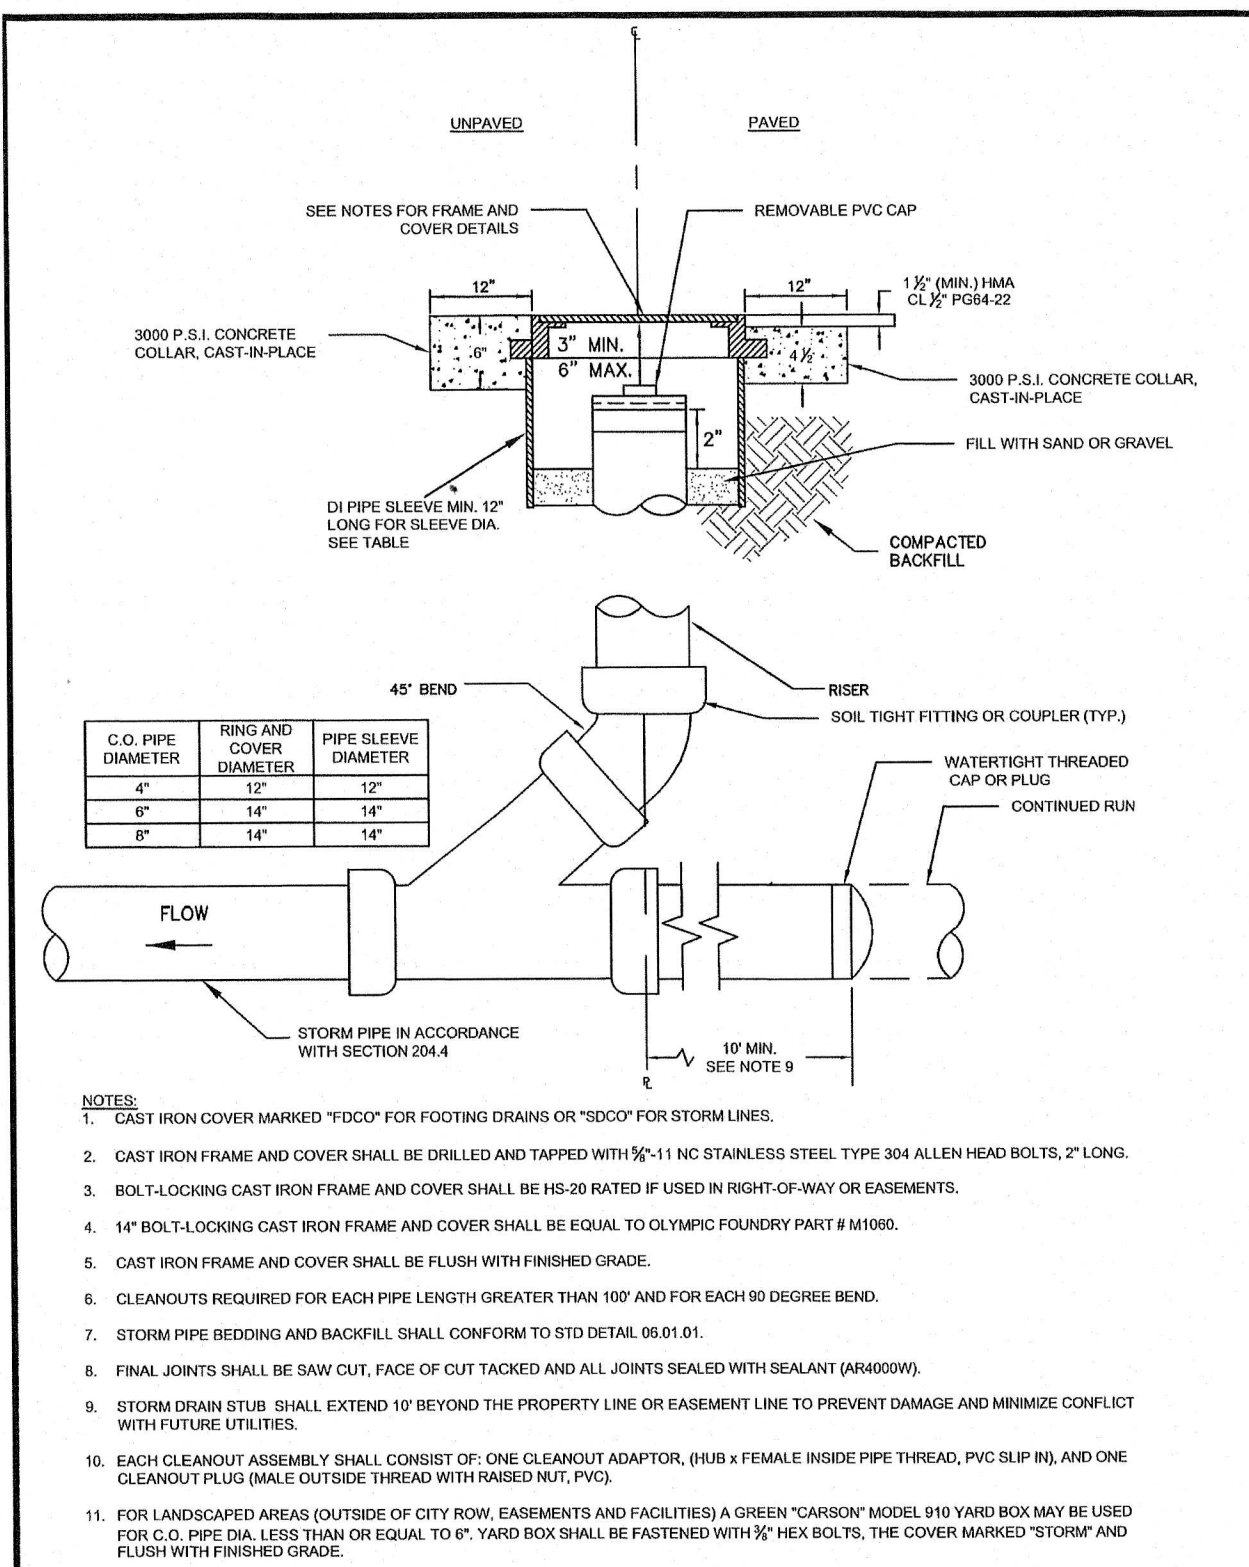 ℄
UNPAVED
PAVED
SEE NOTES FOR FRAME AND
COVER DETAILS
REMOVABLE PVC CAP
12"
12"
1 ½" (MIN.) HMA
CL ½" PG64-22
3000 P.S.I. CONCRETE
COLLAR, CAST-IN-PLACE
6"
3" MIN.
6" MAX.
4 ½
3000 P.S.I. CONCRETE COLLAR,
CAST-IN-PLACE
2"
FILL WITH SAND OR GRAVEL
DI PIPE SLEEVE MIN. 12"
LONG FOR SLEEVE DIA.
SEE TABLE
COMPACTED
BACKFILL
45° BEND
RISER
SOIL TIGHT FITTING OR COUPLER (TYP.)
C.O. PIPE DIAMETER RING AND COVER DIAMETER PIPE SLEEVE DIAMETER
4" 12" 12"
6" 14" 14"
8" 14" 14"
WATERTIGHT THREADED
CAP OR PLUG
CONTINUED RUN
FLOW
STORM PIPE IN ACCORDANCE
WITH SECTION 204.4
10' MIN.
SEE NOTE 9
PL
NOTES:
1. CAST IRON COVER MARKED "FDCO" FOR FOOTING DRAINS OR "SDCO" FOR STORM LINES.
2. CAST IRON FRAME AND COVER SHALL BE DRILLED AND TAPPED WITH ⅝"-11 NC STAINLESS STEEL TYPE 304 ALLEN HEAD BOLTS, 2" LONG.
3. BOLT-LOCKING CAST IRON FRAME AND COVER SHALL BE HS-20 RATED IF USED IN RIGHT-OF-WAY OR EASEMENTS.
4. 14" BOLT-LOCKING CAST IRON FRAME AND COVER SHALL BE EQUAL TO OLYMPIC FOUNDRY PART # M1060.
5. CAST IRON FRAME AND COVER SHALL BE FLUSH WITH FINISHED GRADE.
6. CLEANOUTS REQUIRED FOR EACH PIPE LENGTH GREATER THAN 100' AND FOR EACH 90 DEGREE BEND.
7. STORM PIPE BEDDING AND BACKFILL SHALL CONFORM TO STD DETAIL 06.01.01.
8. FINAL JOINTS SHALL BE SAW CUT, FACE OF CUT TACKED AND ALL JOINTS SEALED WITH SEALANT (AR4000W).
9. STORM DRAIN STUB SHALL EXTEND 10' BEYOND THE PROPERTY LINE OR EASEMENT LINE TO PREVENT DAMAGE AND MINIMIZE CONFLICT
WITH FUTURE UTILITIES.
10. EACH CLEANOUT ASSEMBLY SHALL CONSIST OF: ONE CLEANOUT ADAPTOR, (HUB x FEMALE INSIDE PIPE THREAD, PVC SLIP IN), AND ONE
CLEANOUT PLUG (MALE OUTSIDE THREAD WITH RAISED NUT, PVC).
11. FOR LANDSCAPED AREAS (OUTSIDE OF CITY ROW, EASEMENTS AND FACILITIES) A GREEN "CARSON" MODEL 910 YARD BOX MAY BE USED
FOR C.O. PIPE DIA. LESS THAN OR EQUAL TO 6". YARD BOX SHALL BE FASTENED WITH ⅜" HEX BOLTS, THE COVER MARKED "STORM" AND
FLUSH WITH FINISHED GRADE.